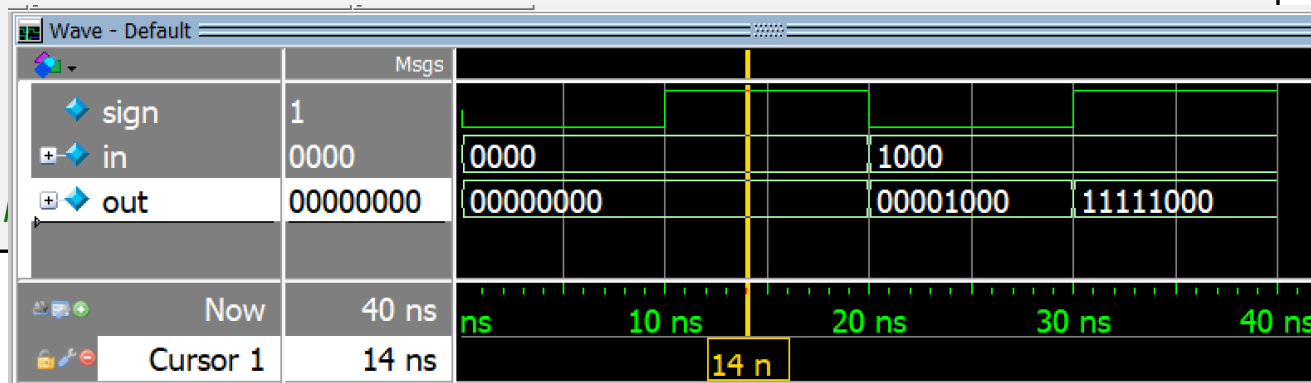 Wave - Default
Msgs
sign 1
in 0000 0000 1000
out 00000000 00000000 00001000 11111000
Now 40 ns ns 10 ns 20 ns 30 ns 40 ns
Cursor 1 14 ns 14 n